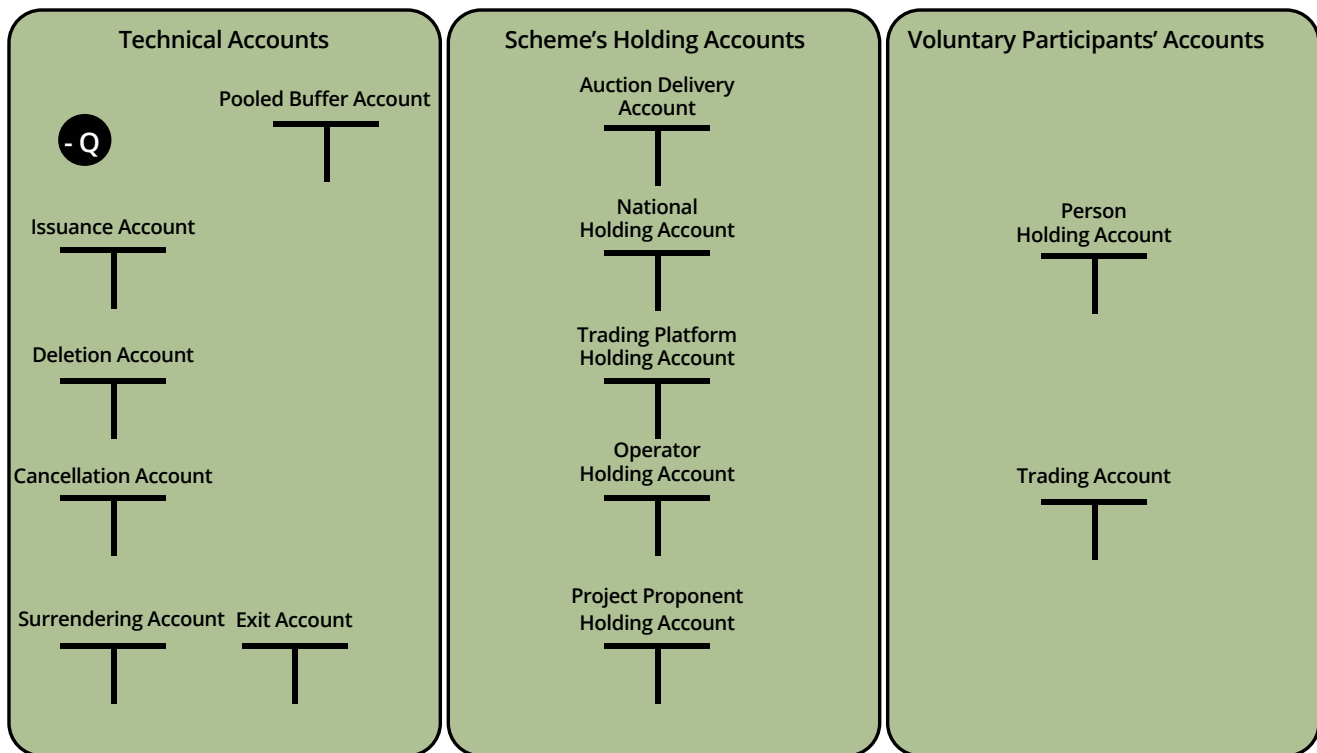 Technical Accounts
Pooled Buffer Account
- Q
Issuance Account
Deletion Account
Cancellation Account
Surrendering Account
Exit Account
Scheme’s Holding Accounts
Auction Delivery
Account
National
Holding Account
Trading Platform
Holding Account
Operator
Holding Account
Project Proponent
Holding Account
Voluntary Participants’ Accounts
Person
Holding Account
Trading Account